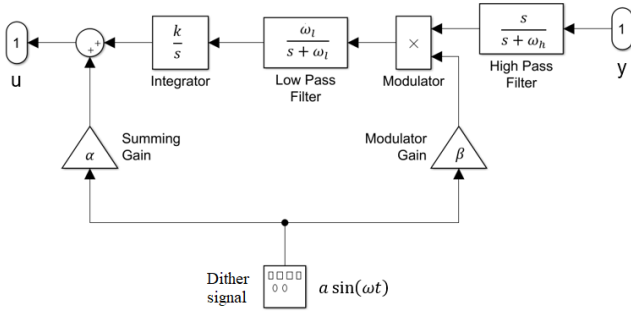 1
u
+
+
k
s
Integrator
ω_l
s + ω_l
Low Pass
Filter
×
Modulator
s
s + ω_h
High Pass
Filter
1
y
Summing
Gain
α
Modulator
Gain
β
Dither
signal
a sin(ωt)